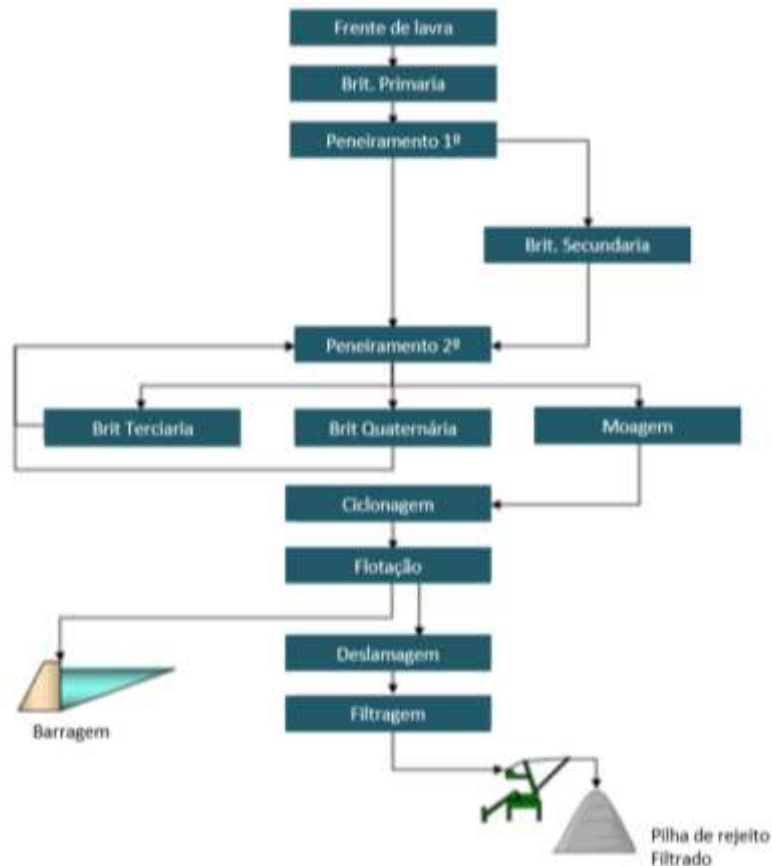 Frente de lavra
Brit. Primaria
Peneiramento 1º
Brit. Secundaria
Peneiramento 2º
Brit Terciaria
Brit Quaternária
Moagem
Ciclonagem
Flotação
Deslamagem
Filtragem
Barragem
Pilha de rejeito
Filtrado